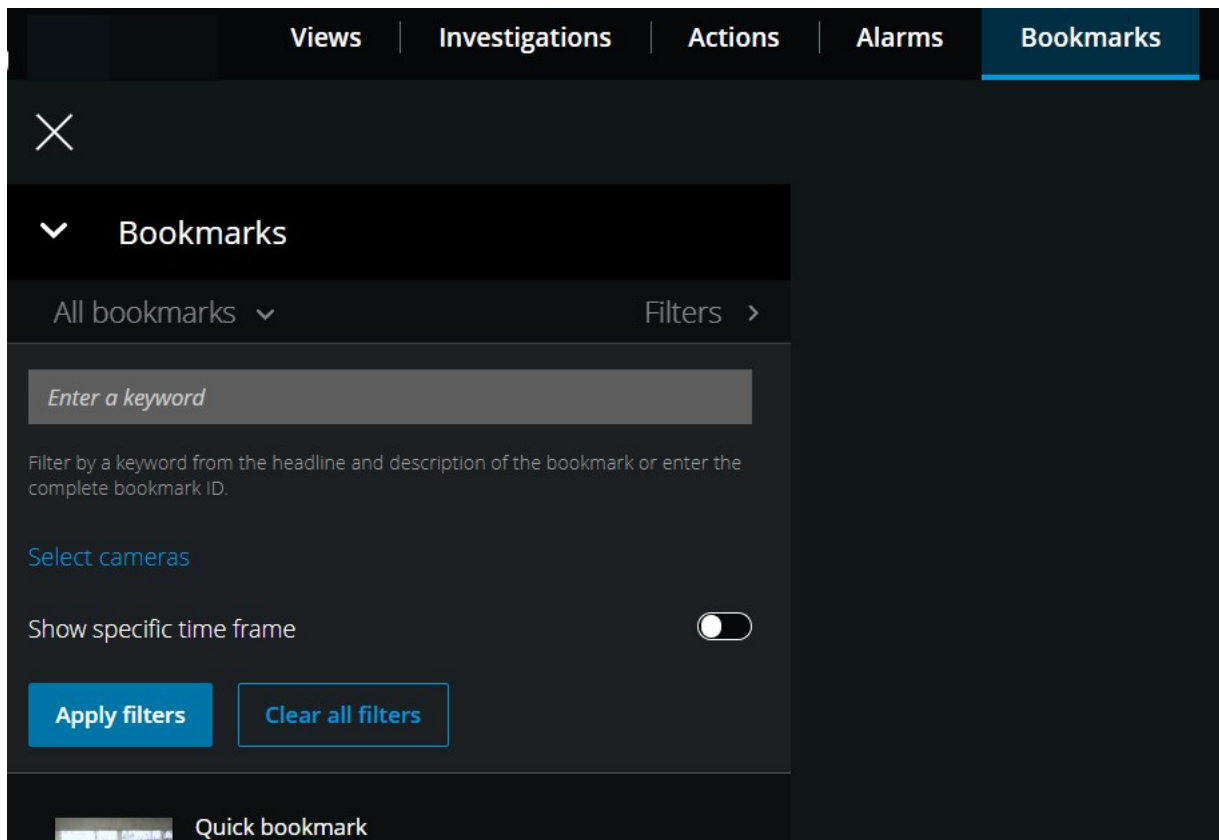 Views Investigations Actions Alarms Bookmarks
Bookmarks
All bookmarks Filters
Enter a keyword
Filter by a keyword from the headline and description of the bookmark or enter the
complete bookmark ID.
Select cameras
Show specific time frame
Apply filters Clear all filters
Quick bookmark